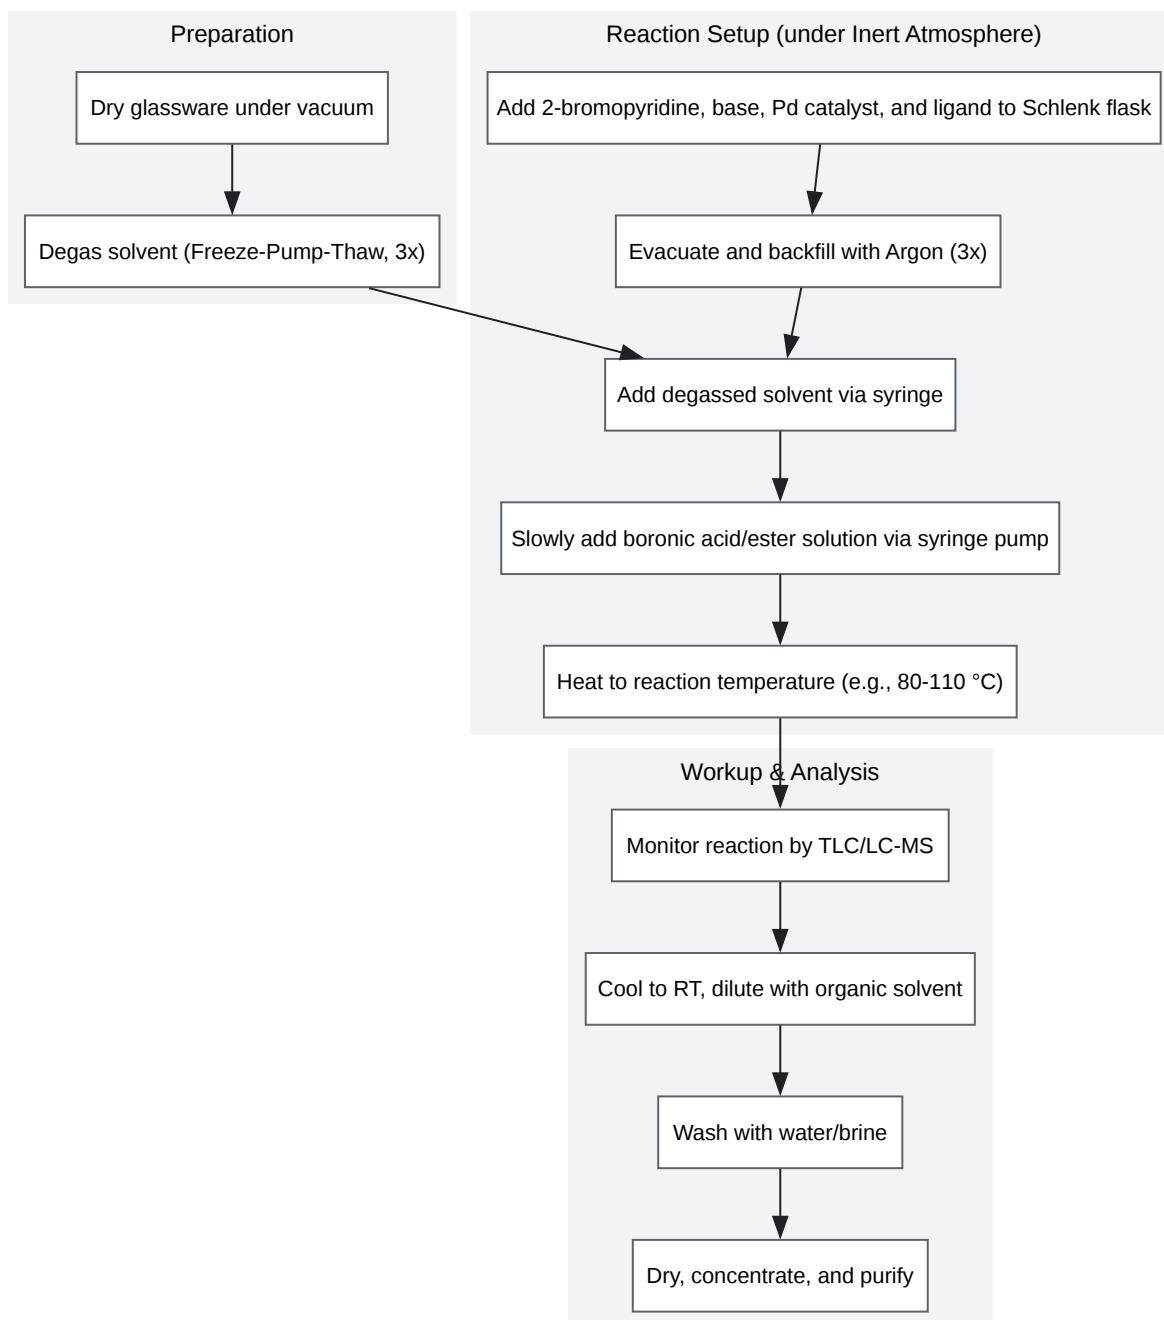 Preparation
Dry glassware under vacuum
Degas solvent (Freeze-Pump-Thaw, 3x)
Reaction Setup (under Inert Atmosphere)
Add 2-bromopyridine, base, Pd catalyst, and ligand to Schlenk flask
Evacuate and backfill with Argon (3x)
Add degassed solvent via syringe
Slowly add boronic acid/ester solution via syringe pump
Heat to reaction temperature (e.g., 80-110 °C)
Workup & Analysis
Monitor reaction by TLC/LC-MS
Cool to RT, dilute with organic solvent
Wash with water/brine
Dry, concentrate, and purify